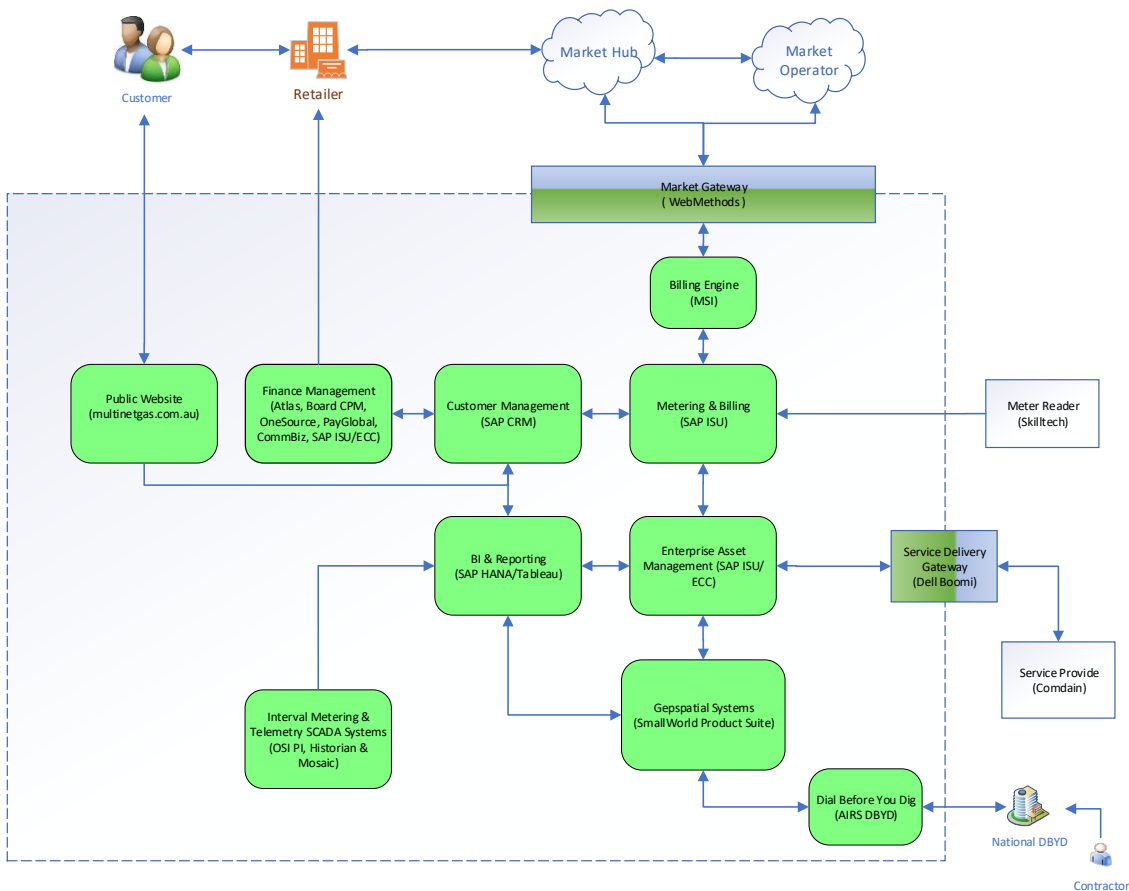 Customer
Retailer
Market Hub
Market
Operator
Market Gateway
( WebMethods )
Billing Engine
(MSI)
Public Website
(multinetgas.com.au)
Finance Management
(Atlas, Board CPM,
OneSource, PayGlobal,
CommBiz, SAP ISU/ECC)
Customer Management
(SAP CRM)
Metering & Billing
(SAP ISU)
Meter Reader
(Skilltech)
BI & Reporting
(SAP HANA/Tableau)
Enterprise Asset
Management (SAP ISU/
ECC)
Service Delivery
Gateway
(Dell Boomi)
Service Provide
(Comdain)
Interval Metering &
Telemetry SCADA Systems
(OSI PI, Historian &
Mosaic)
Gepspatial Systems
(SmallWorld Product Suite)
Dial Before You Dig
(AIRS DBYD)
National DBYD
Contractor